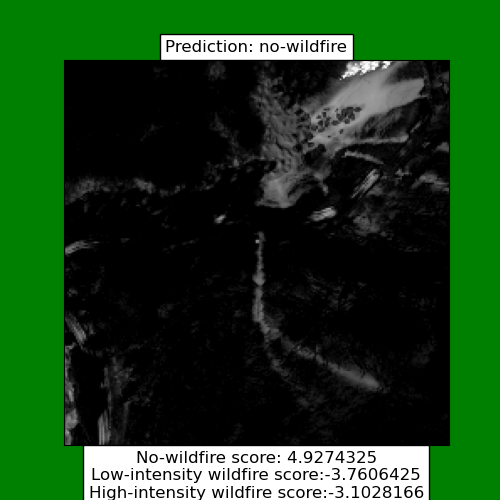 Prediction: no-wildfire
No-wildfire score: 4.9274325
Low-intensity wildfire score:-3.7606425
High-intensity wildfire score:-3.1028166